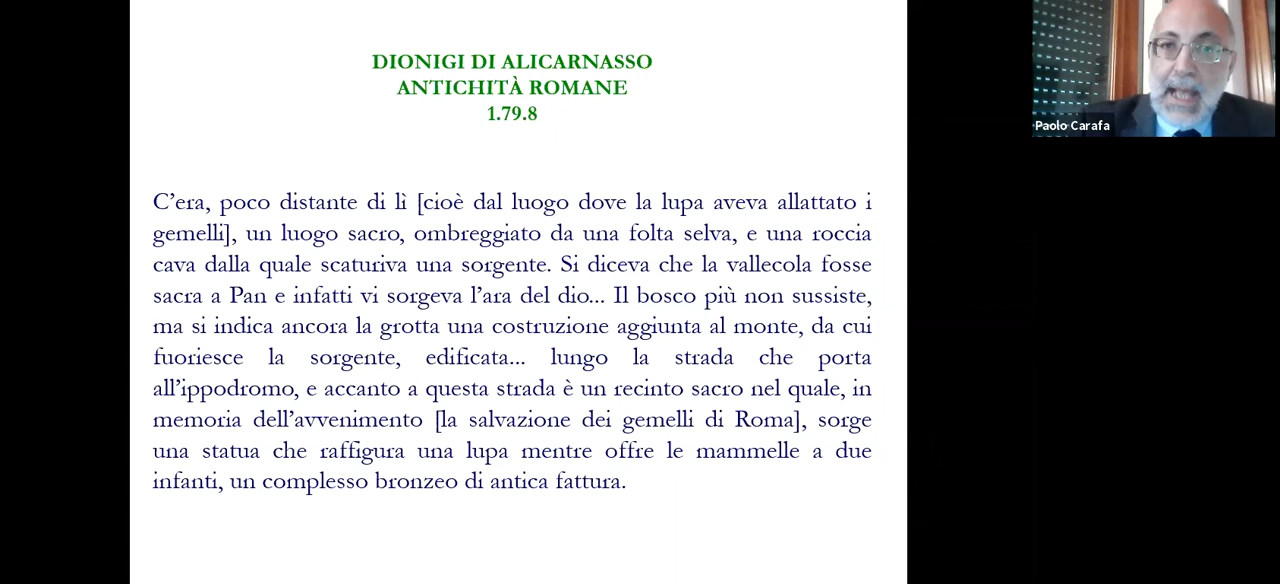 DIONIGI DI ALICARNASSO
ANTICHITÀ ROMANE
1.79.8
C’era, poco distante di lì [cioè dal luogo dove la lupa aveva allattato i
gemelli], un luogo sacro, ombreggiato da una folta selva, e una roccia
cava dalla quale scaturiva una sorgente. Si diceva che la vallecola fosse
sacra a Pan e infatti vi sorgeva l’ara del dio... Il bosco più non sussiste,
ma si indica ancora la grotta una costruzione aggiunta al monte, da cui
fuoriesce la sorgente, edificata... lungo la strada che porta
all’ippodromo, e accanto a questa strada è un recinto sacro nel quale, in
memoria dell’avvenimento [la salvazione dei gemelli di Roma], sorge
una statua che raffigura una lupa mentre offre le mammelle a due
infanti, un complesso bronzeo di antica fattura.
Paolo Carafa